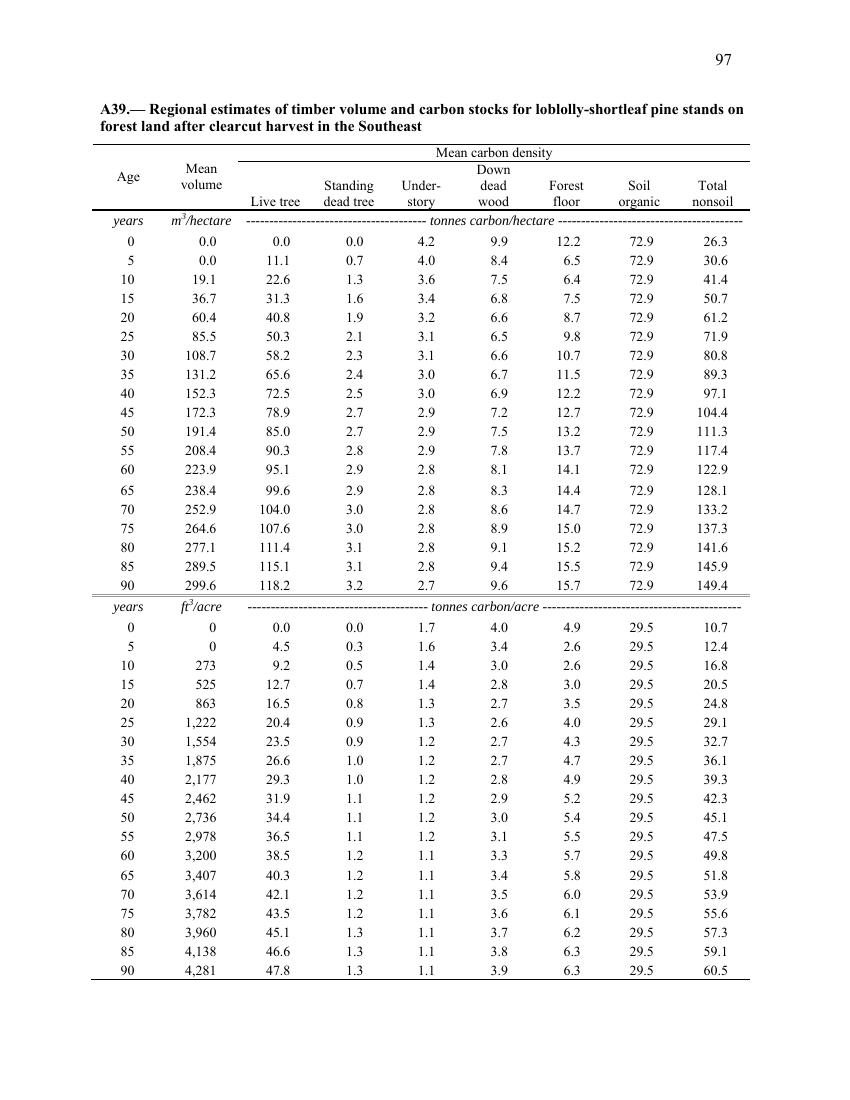 97
A39.— Regional estimates of timber volume and carbon stocks for loblolly-shortleaf pine stands on
forest land after clearcut harvest in the Southeast
Mean carbon density
Age Mean volume Live tree Standing dead tree Under-story Down dead wood Forest floor Soil organic Total nonsoil
years m³/hectare --------------------------------------- tonnes carbon/hectare ----------------------------------------
0 0.0 0.0 0.0 4.2 9.9 12.2 72.9 26.3
5 0.0 11.1 0.7 4.0 8.4 6.5 72.9 30.6
10 19.1 22.6 1.3 3.6 7.5 6.4 72.9 41.4
15 36.7 31.3 1.6 3.4 6.8 7.5 72.9 50.7
20 60.4 40.8 1.9 3.2 6.6 8.7 72.9 61.2
25 85.5 50.3 2.1 3.1 6.5 9.8 72.9 71.9
30 108.7 58.2 2.3 3.1 6.6 10.7 72.9 80.8
35 131.2 65.6 2.4 3.0 6.7 11.5 72.9 89.3
40 152.3 72.5 2.5 3.0 6.9 12.2 72.9 97.1
45 172.3 78.9 2.7 2.9 7.2 12.7 72.9 104.4
50 191.4 85.0 2.7 2.9 7.5 13.2 72.9 111.3
55 208.4 90.3 2.8 2.9 7.8 13.7 72.9 117.4
60 223.9 95.1 2.9 2.8 8.1 14.1 72.9 122.9
65 238.4 99.6 2.9 2.8 8.3 14.4 72.9 128.1
70 252.9 104.0 3.0 2.8 8.6 14.7 72.9 133.2
75 264.6 107.6 3.0 2.8 8.9 15.0 72.9 137.3
80 277.1 111.4 3.1 2.8 9.1 15.2 72.9 141.6
85 289.5 115.1 3.1 2.8 9.4 15.5 72.9 145.9
90 299.6 118.2 3.2 2.7 9.6 15.7 72.9 149.4
years ft³/acre --------------------------------------- tonnes carbon/acre -------------------------------------------
0 0 0.0 0.0 1.7 4.0 4.9 29.5 10.7
5 0 4.5 0.3 1.6 3.4 2.6 29.5 12.4
10 273 9.2 0.5 1.4 3.0 2.6 29.5 16.8
15 525 12.7 0.7 1.4 2.8 3.0 29.5 20.5
20 863 16.5 0.8 1.3 2.7 3.5 29.5 24.8
25 1,222 20.4 0.9 1.3 2.6 4.0 29.5 29.1
30 1,554 23.5 0.9 1.2 2.7 4.3 29.5 32.7
35 1,875 26.6 1.0 1.2 2.7 4.7 29.5 36.1
40 2,177 29.3 1.0 1.2 2.8 4.9 29.5 39.3
45 2,462 31.9 1.1 1.2 2.9 5.2 29.5 42.3
50 2,736 34.4 1.1 1.2 3.0 5.4 29.5 45.1
55 2,978 36.5 1.1 1.2 3.1 5.5 29.5 47.5
60 3,200 38.5 1.2 1.1 3.3 5.7 29.5 49.8
65 3,407 40.3 1.2 1.1 3.4 5.8 29.5 51.8
70 3,614 42.1 1.2 1.1 3.5 6.0 29.5 53.9
75 3,782 43.5 1.2 1.1 3.6 6.1 29.5 55.6
80 3,960 45.1 1.3 1.1 3.7 6.2 29.5 57.3
85 4,138 46.6 1.3 1.1 3.8 6.3 29.5 59.1
90 4,281 47.8 1.3 1.1 3.9 6.3 29.5 60.5